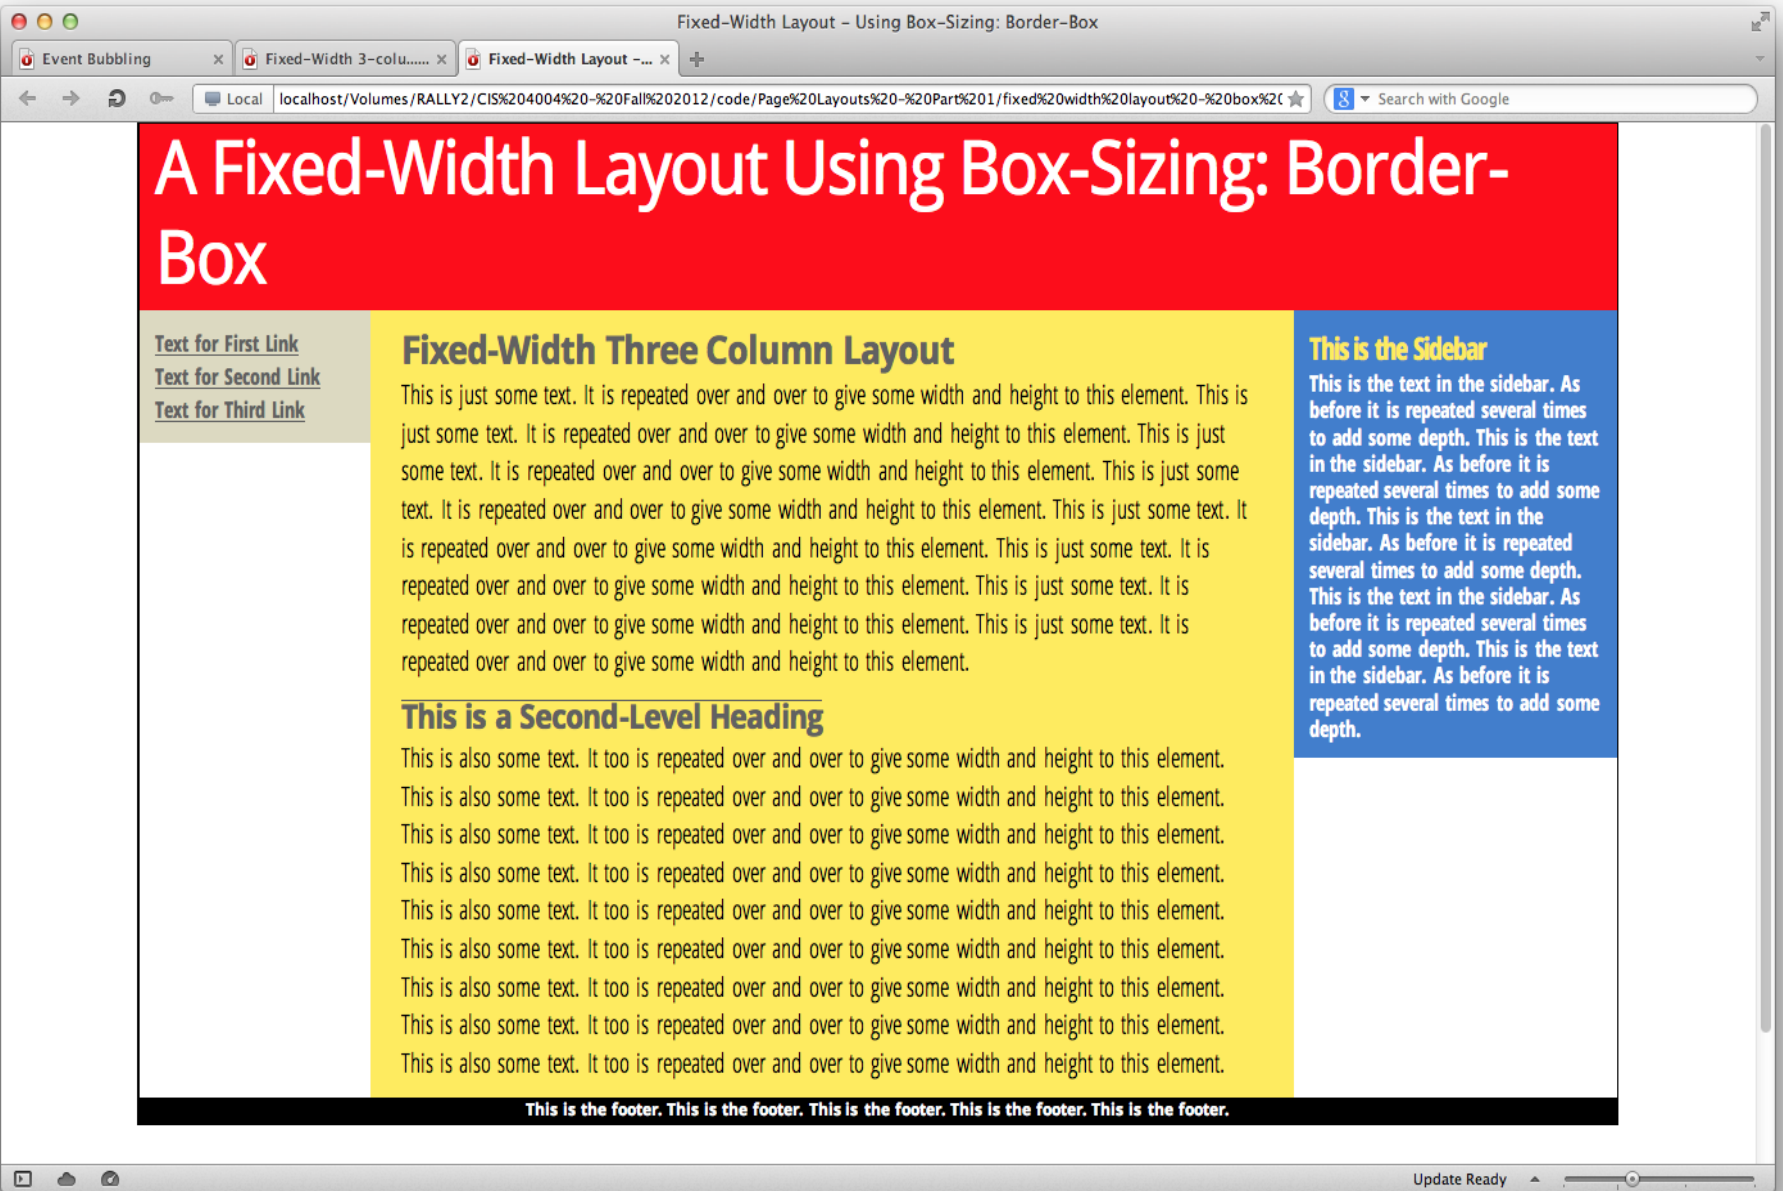 Fixed-Width Layout – Using Box-Sizing: Border-Box
Event Bubbling
Fixed-Width 3-colu......
Fixed-Width Layout –...
Local
localhost/Volumes/RALLY2/CIS%204004%20-%20Fall%202012/code/Page%20Layouts%20-%20Part%201/fixed%20width%20layout%20-%20box%20
Search with Google
A Fixed-Width Layout Using Box-Sizing: Border-
Box
Text for First Link
Text for Second Link
Text for Third Link
Fixed-Width Three Column Layout
This is just some text. It is repeated over and over to give some width and height to this element. This is
just some text. It is repeated over and over to give some width and height to this element. This is just
some text. It is repeated over and over to give some width and height to this element. This is just some
text. It is repeated over and over to give some width and height to this element. This is just some text. It
is repeated over and over to give some width and height to this element. This is just some text. It is
repeated over and over to give some width and height to this element. This is just some text. It is
repeated over and over to give some width and height to this element. This is just some text. It is
repeated over and over to give some width and height to this element.
This is a Second-Level Heading
This is also some text. It too is repeated over and over to give some width and height to this element.
This is also some text. It too is repeated over and over to give some width and height to this element.
This is also some text. It too is repeated over and over to give some width and height to this element.
This is also some text. It too is repeated over and over to give some width and height to this element.
This is also some text. It too is repeated over and over to give some width and height to this element.
This is also some text. It too is repeated over and over to give some width and height to this element.
This is also some text. It too is repeated over and over to give some width and height to this element.
This is also some text. It too is repeated over and over to give some width and height to this element.
This is also some text. It too is repeated over and over to give some width and height to this element.
This is the Sidebar
This is the text in the sidebar. As
before it is repeated several times
to add some depth. This is the text
in the sidebar. As before it is
repeated several times to add some
depth. This is the text in the
sidebar. As before it is repeated
several times to add some depth.
This is the text in the sidebar. As
before it is repeated several times
to add some depth. This is the text
in the sidebar. As before it is
repeated several times to add some
depth.
This is the footer. This is the footer. This is the footer. This is the footer. This is the footer.
Update Ready